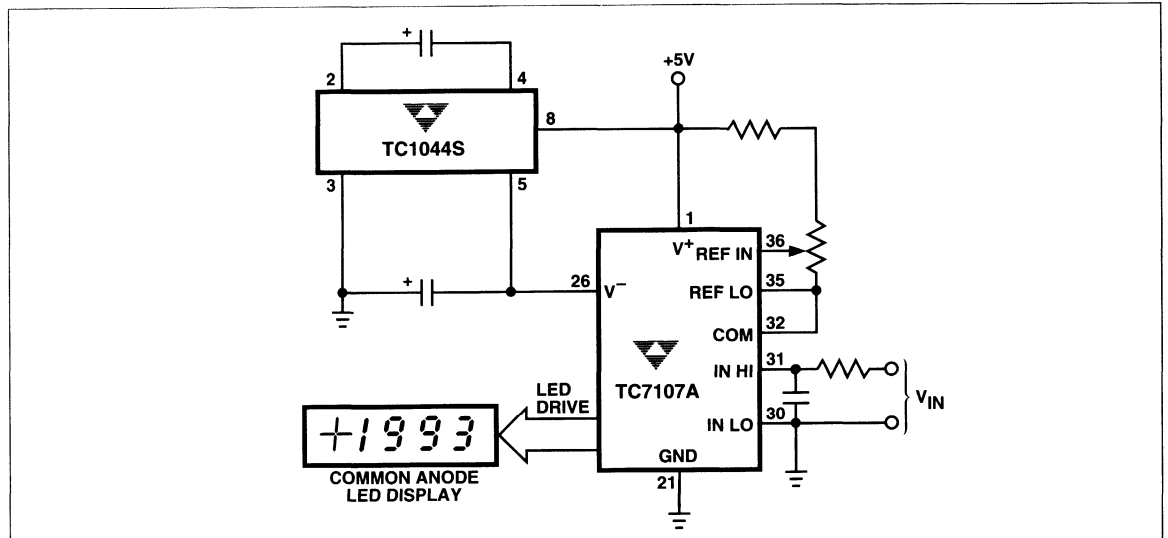 +
2
4
+5V
8
TC1044S
3
5
1
V+
REF IN
36
REF LO
35
+
26
V−
COM
32
IN HI
31
LED
DRIVE
TC7107A
VIN
+1993
IN LO
30
COMMON ANODE
LED DISPLAY
GND
21